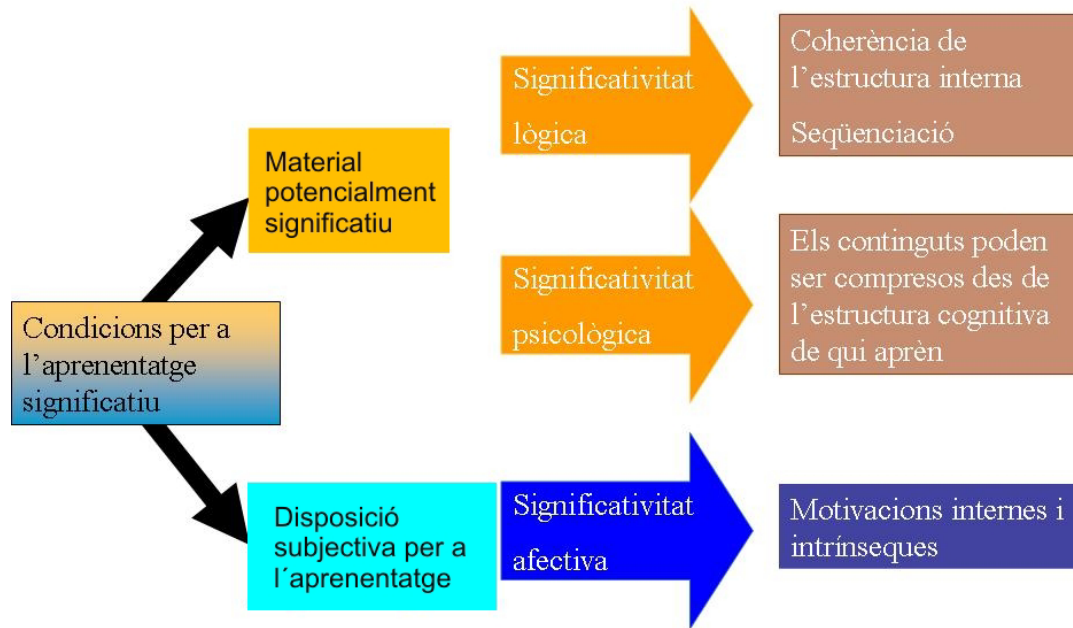 Condicions per a
l’aprenentatge
significatiu
Material
potencialment
significatiu
Significativitat
lògica
Coherència de
l’estructura interna
Seqüenciació
Significativitat
psicològica
Els continguts poden
ser compresos des de
l’estructura cognitiva
de qui aprèn
Disposició
subjectiva per a
l´aprenentatge
Significativitat
afectiva
Motivacions internes i
intrínseques